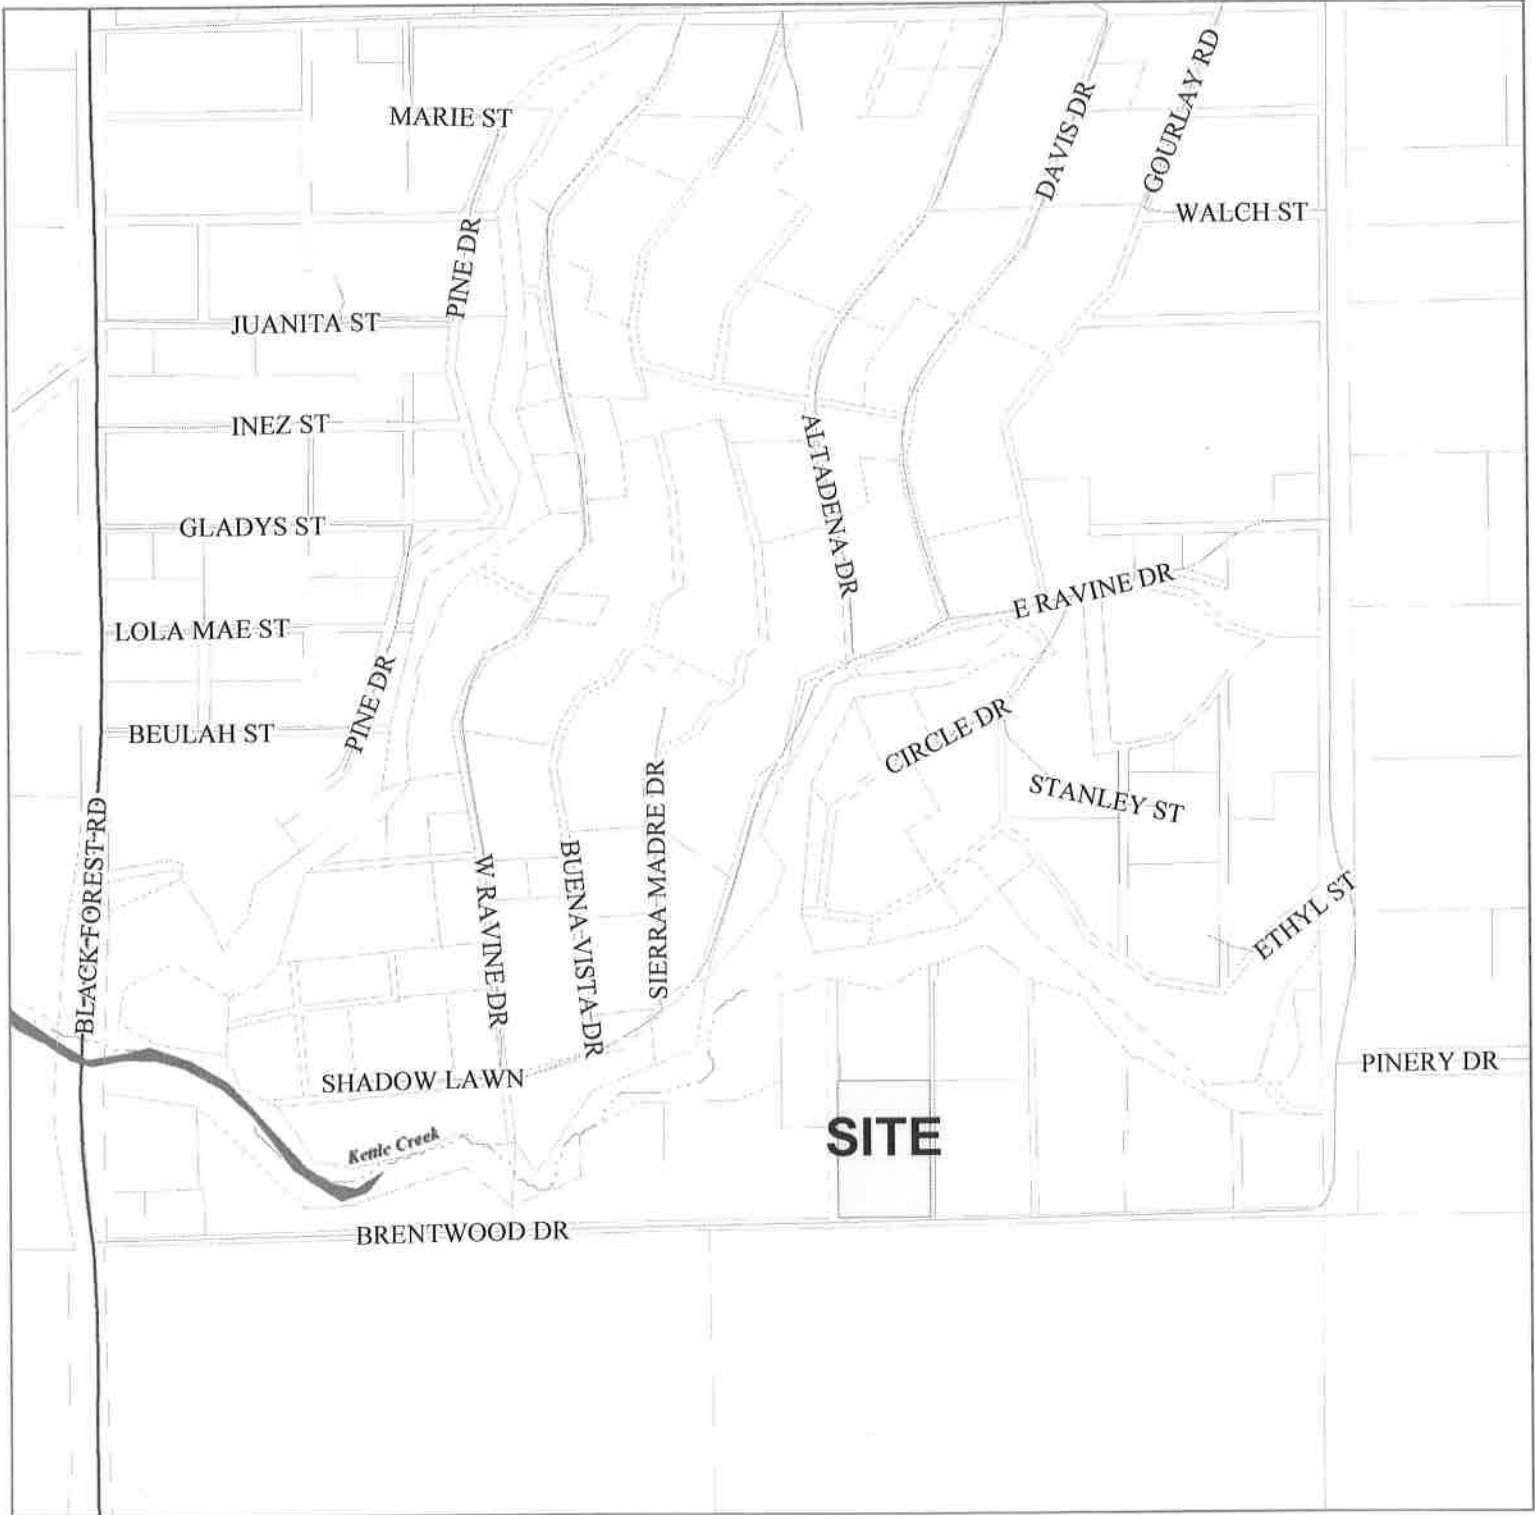 MARIE ST
DAVIS DR
GOURLAY RD
WALCH ST
PINE DR
JUANITA ST
INEZ ST
ALTADENA DR
GLADYS ST
E RAVINE DR
LOLA MAE ST
PINE DR
BEULAH ST
CIRCLE DR
STANLEY ST
BLACK FOREST RD
W RAVINE DR
BUENA VISTA DR
SIERRA MADRE DR
ETHYL ST
SHADOW LAWN
PINERY DR
SITE
Kettle Creek
BRENTWOOD DR